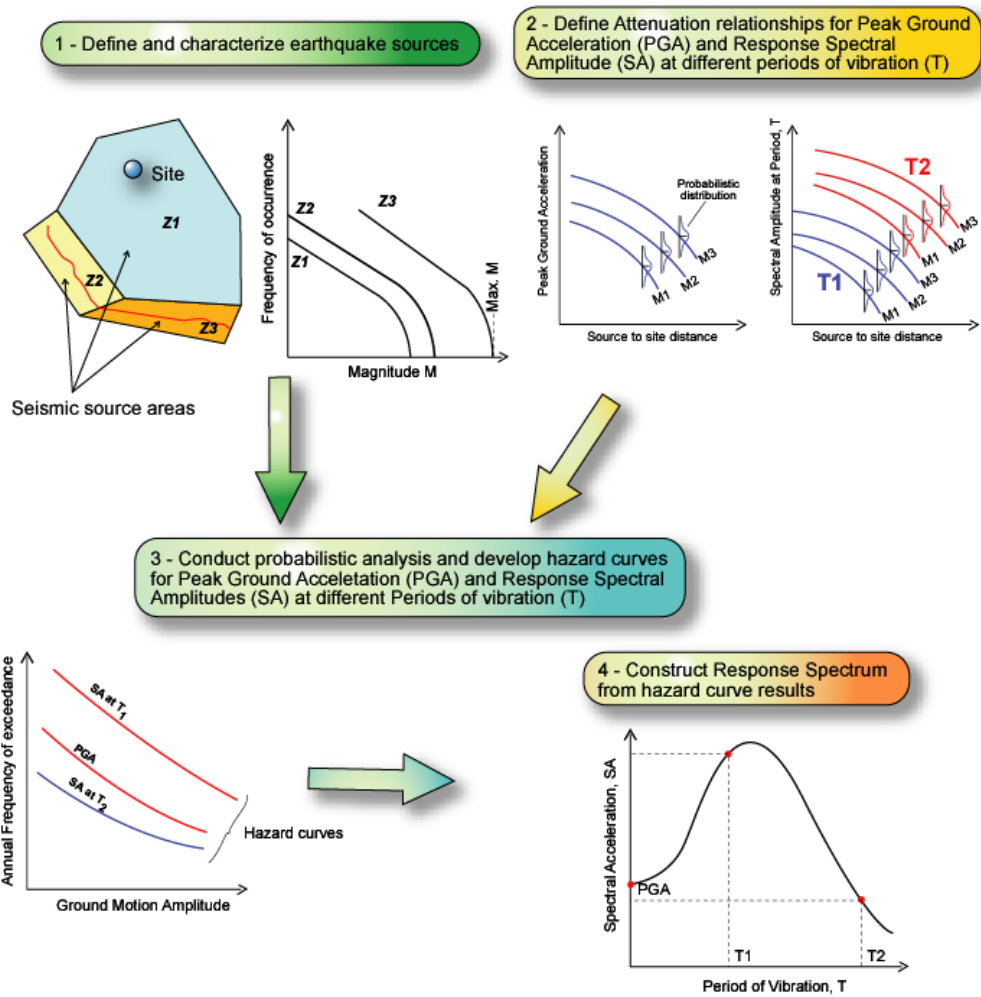 1 - Define and characterize earthquake sources
2 - Define Attenuation relationships for Peak Ground
Acceleration (PGA) and Response Spectral
Amplitude (SA) at different periods of vibration (T)
Site
Z1
Z2
Z3
Seismic source areas
Frequency of occurrence
Z3
Z2
Z1
Max. M
Magnitude M
Peak Ground Acceleration
Probabilistic
distribution
M3
M2
M1
Source to site distance
Spectral Amplitude at Period, T
T2
M3
M2
M1
T1
M3
M2
M1
Source to site distance
3 - Conduct probabilistic analysis and develop hazard curves
for Peak Ground Acceletation (PGA) and Response Spectral
Amplitudes (SA) at different Periods of vibration (T)
Annual Frequency of exceedance
SA at T1
PGA
SA at T2
Hazard curves
Ground Motion Amplitude
4 - Construct Response Spectrum
from hazard curve results
Spectral Acceleration, SA
PGA
T1
T2
Period of Vibration, T